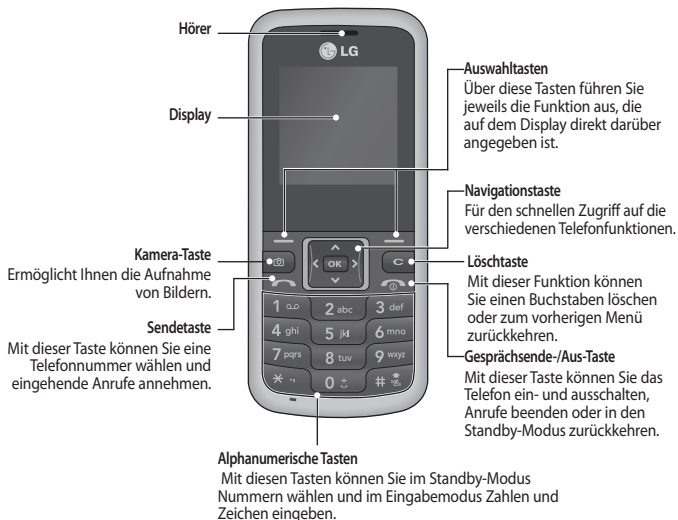 Hörer
LG
Display
Auswahltasten
Über diese Tasten führen Sie
jeweils die Funktion aus, die
auf dem Display direkt darüber
angegeben ist.
Navigationstaste
Für den schnellen Zugriff auf die
verschiedenen Telefonfunktionen.
Kamera-Taste
Ermöglicht Ihnen die Aufnahme
von Bildern.
Sendetaste
Mit dieser Taste können Sie eine
Telefonnummer wählen und
eingehende Anrufe annehmen.
Löschtaste
Mit dieser Funktion können
Sie einen Buchstaben löschen
oder zum vorherigen Menü
zurückkehren.
Gesprächsende-/Aus-Taste
Mit dieser Taste können Sie das
Telefon ein- und ausschalten,
Anrufe beenden oder in den
Standby-Modus zurückkehren.
OK
C
1
2 abc
3 def
4 ghi
5 jkl
6 mno
7 pqrs
8 tuv
9 wxyz
* .,
0 +
#
Alphanumerische Tasten
Mit diesen Tasten können Sie im Standby-Modus
Nummern wählen und im Eingabemodus Zahlen und
Zeichen eingeben.